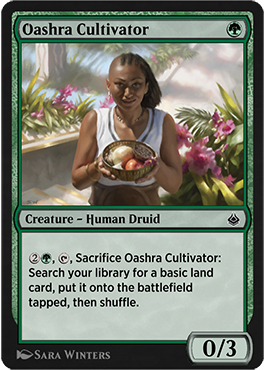 Oashra Cultivator
Creature – Human Druid
2, , Sacrifice Oashra Cultivator:
Search your library for a basic land
card, put it onto the battlefield
tapped, then shuffle.
0/3
Sara Winters